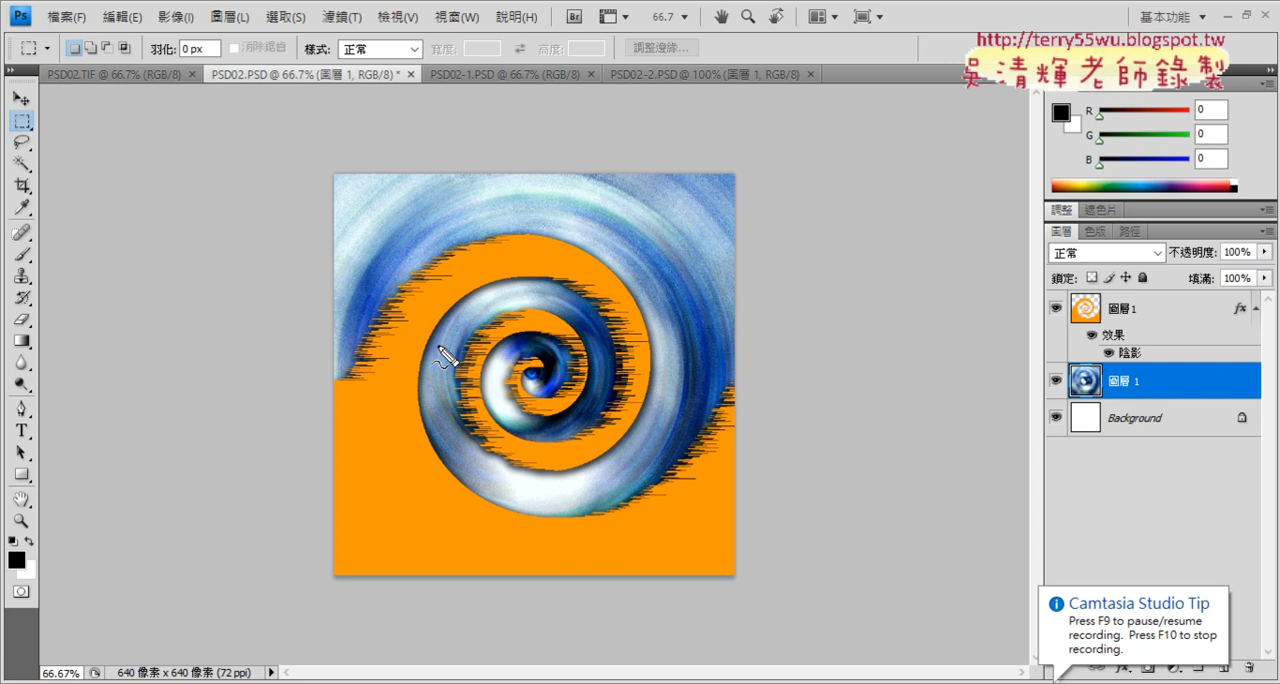 Ps 檔案(F) 編輯(E) 影像(I) 圖層(L) 選取(S) 濾鏡(T) 檢視(V) 視窗(W) 說明(H) Br 66.7 基本功能
羽化: 0 px 消除鋸齒 樣式: 正常 寬度: 高度: 調整邊緣...
http://terry55wu.blogspot.tw
吳清輝老師錄製
PSD02.TIF @ 66.7% (RGB/8) × PSD02.PSD @ 66.7% (圖層 1, RGB/8) * × PSD02-1.PSD @ 66.7% (RGB/8) × PSD02-2.PSD @ 100% (圖層 1, RGB/8) ×
R 0
G 0
B 0
調整 遮色片
圖層 色版 路徑
正常 不透明度: 100%
鎖定: 填滿: 100%
圖層1 fx
效果
陰影
圖層 1
Background
Camtasia Studio Tip
Press F9 to pause/resume
recording. Press F10 to stop
recording.
66.67% 640 像素 x 640 像素 (72 ppi)